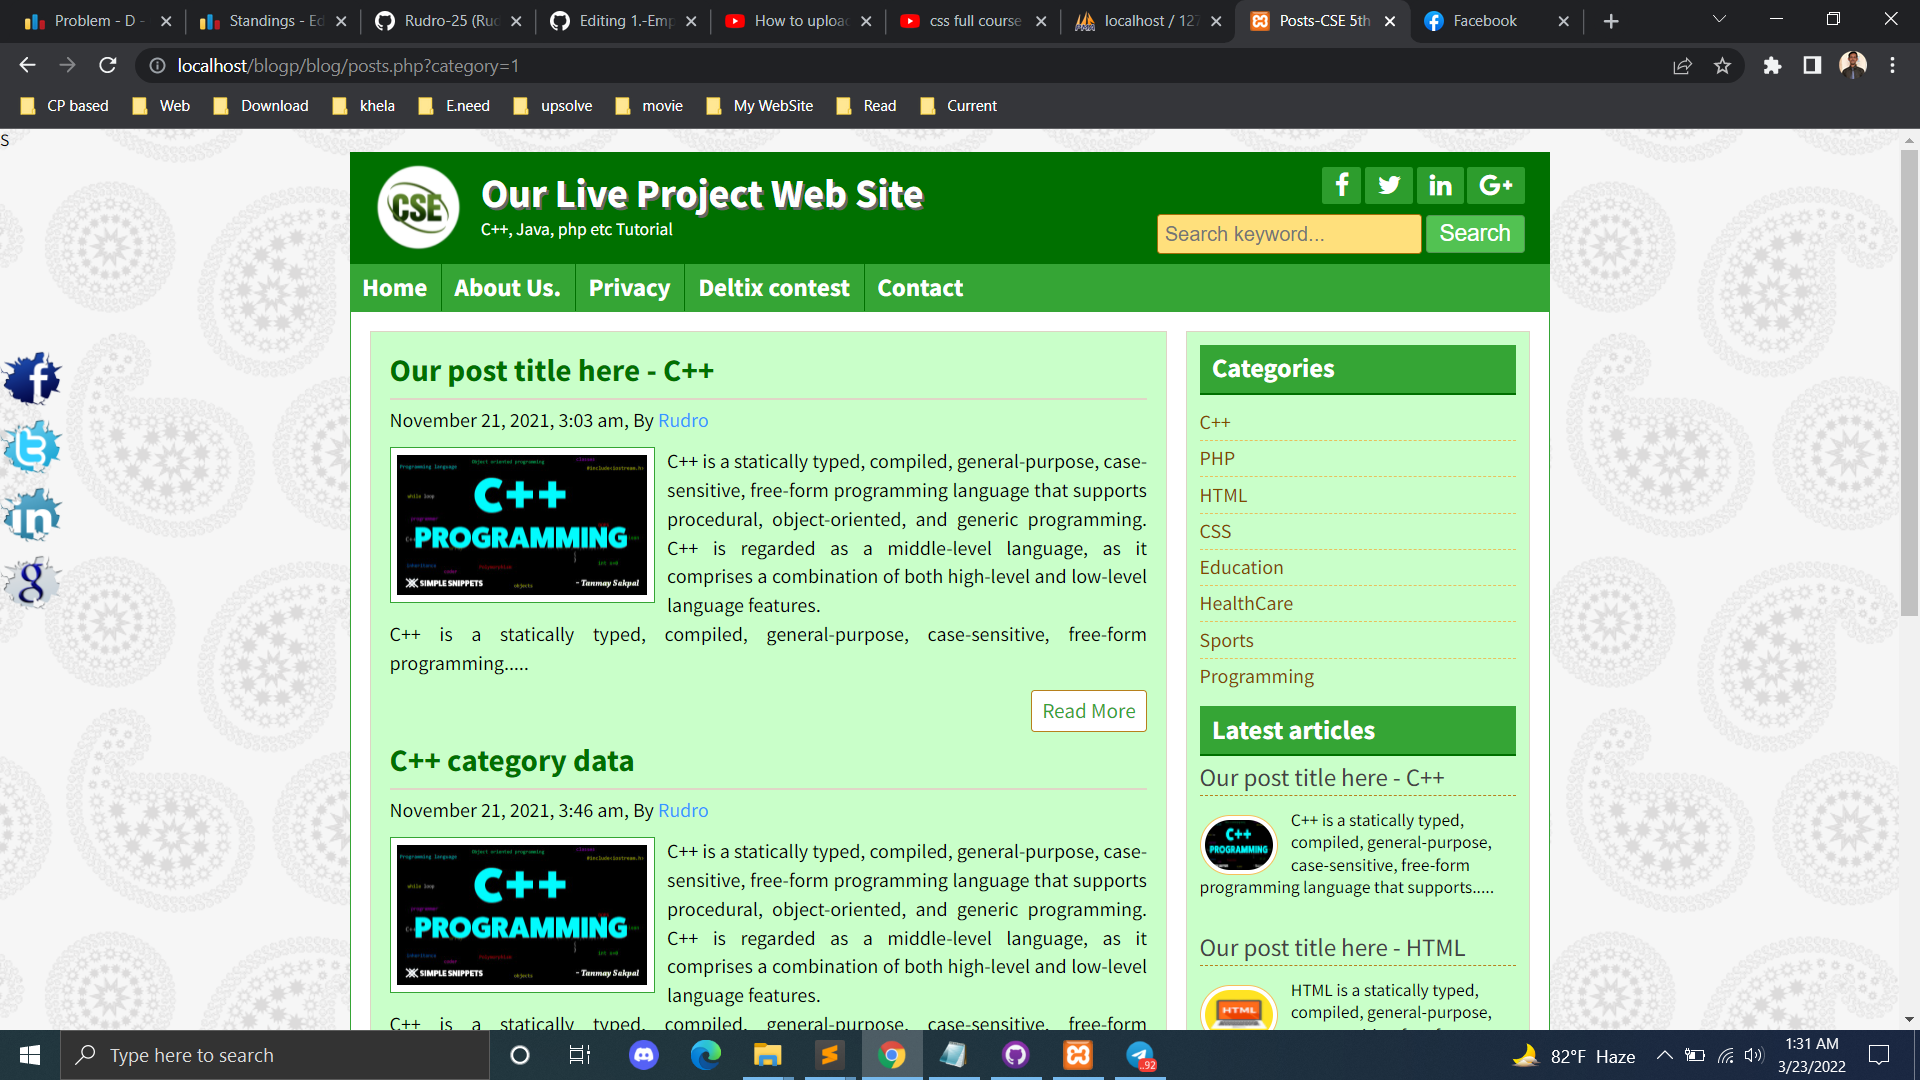 Problem - D -
Standings - Ed
Rudro-25 (Rud
Editing 1.-Emp
How to uploa
css full course
localhost / 127
Posts-CSE 5th
Facebook
localhost/blogp/blog/posts.php?category=1
CP based
Web
Download
khela
E.need
upsolve
movie
My WebSite
Read
Current
S
CSE
Our Live Project Web Site
C++, Java, php etc Tutorial
Search keyword...
Search
Home
About Us.
Privacy
Deltix contest
Contact
Our post title here - C++
November 21, 2021, 3:03 am, By Rudro
C++
PROGRAMMING
SIMPLE SNIPPETS
- Tanmay Sakpal
C++ is a statically typed, compiled, general-purpose, case-
sensitive, free-form programming language that supports
procedural, object-oriented, and generic programming.
C++ is regarded as a middle-level language, as it
comprises a combination of both high-level and low-level
language features.
C++ is a statically typed, compiled, general-purpose, case-sensitive, free-form
programming.....
Read More
C++ category data
November 21, 2021, 3:46 am, By Rudro
C++
PROGRAMMING
SIMPLE SNIPPETS
- Tanmay Sakpal
C++ is a statically typed, compiled, general-purpose, case-
sensitive, free-form programming language that supports
procedural, object-oriented, and generic programming.
C++ is regarded as a middle-level language, as it
comprises a combination of both high-level and low-level
language features.
C++ is a statically typed, compiled, general-purpose, case-sensitive, free-form
Categories
C++
PHP
HTML
CSS
Education
HealthCare
Sports
Programming
Latest articles
Our post title here - C++
C++
PROGRAMMING
C++ is a statically typed,
compiled, general-purpose,
case-sensitive, free-form
programming language that supports.....
Our post title here - HTML
HTML
HTML is a statically typed,
compiled, general-purpose,
Type here to search
..92
82°F Haze
1:31 AM
3/23/2022